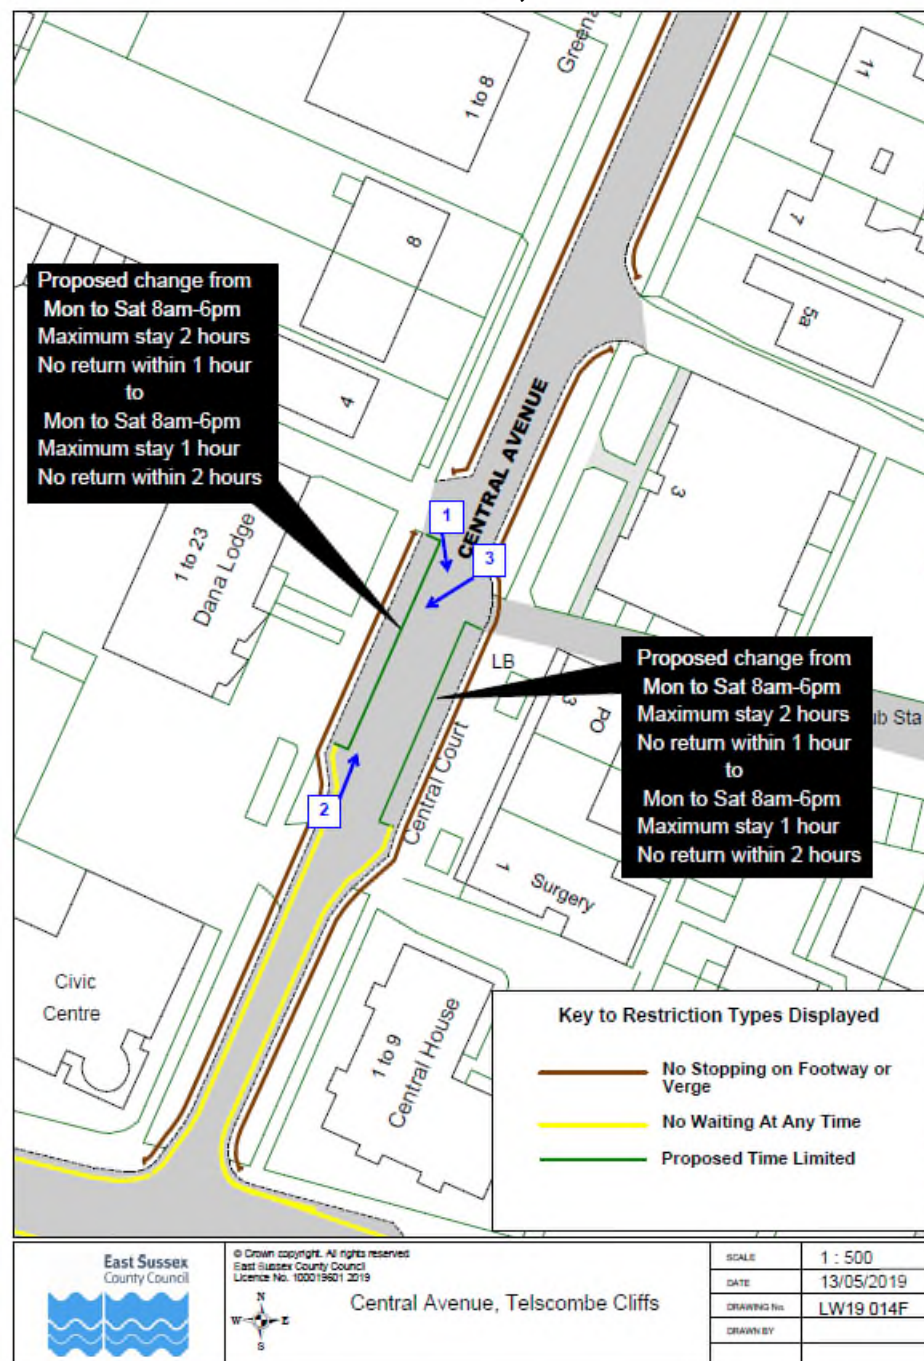 Greena
1 to 8
11
8
7
5a
Proposed change from
Mon to Sat 8am-6pm
Maximum stay 2 hours
No return within 1 hour
to
Mon to Sat 8am-6pm
Maximum stay 1 hour
No return within 2 hours
4
CENTRAL AVENUE
3
1
3
1 to 23
Dana Lodge
LB
3
PO
ub Sta
Proposed change from
Mon to Sat 8am-6pm
Maximum stay 2 hours
No return within 1 hour
to
Mon to Sat 8am-6pm
Maximum stay 1 hour
No return within 2 hours
2
Central Court
1
Surgery
Civic
Centre
1 to 9
Central House
Key to Restriction Types Displayed
No Stopping on Footway or
Verge
No Waiting At Any Time
Proposed Time Limited
East Sussex
County Council
© Crown copyright. All rights reserved
East Sussex County Council
Licence No. 100019601 2019
N
W E
S
Central Avenue, Telscombe Cliffs
SCALE 1 : 500
DATE 13/05/2019
DRAWING No. LW19 014F
DRAWN BY